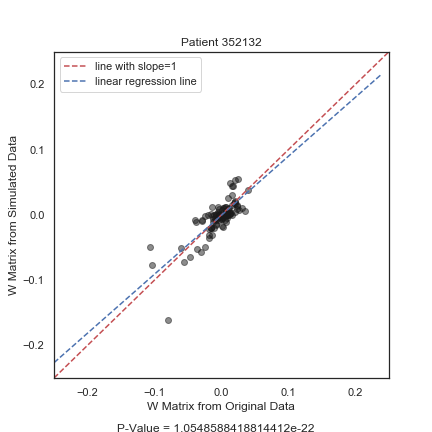 Patient 352132
line with slope=1
linear regression line
0.2
0.1
0.0
−0.1
−0.2
W Matrix from Simulated Data
−0.2 −0.1 0.0 0.1 0.2
W Matrix from Original Data
P-Value = 1.0548588418814412e-22